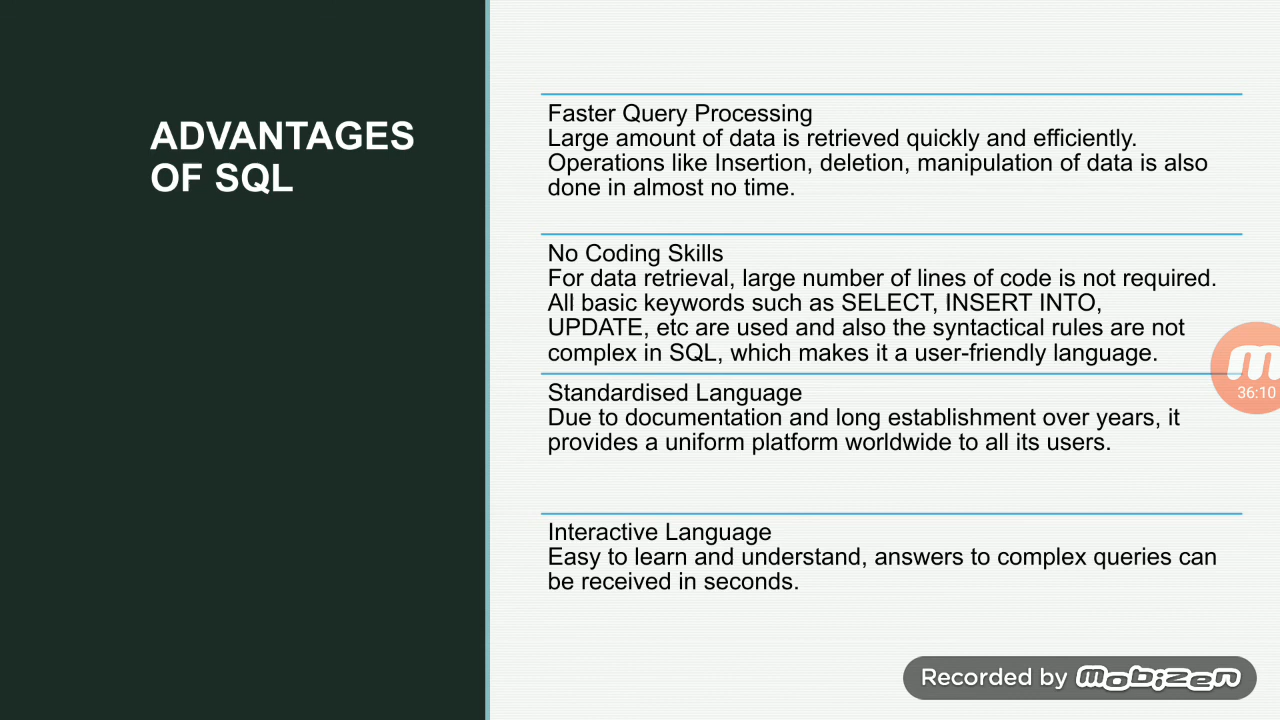 ADVANTAGES
OF SQL
Faster Query Processing
Large amount of data is retrieved quickly and efficiently.
Operations like Insertion, deletion, manipulation of data is also
done in almost no time.
No Coding Skills
For data retrieval, large number of lines of code is not required.
All basic keywords such as SELECT, INSERT INTO,
UPDATE, etc are used and also the syntactical rules are not
complex in SQL, which makes it a user-friendly language.
Standardised Language
Due to documentation and long establishment over years, it
provides a uniform platform worldwide to all its users.
Interactive Language
Easy to learn and understand, answers to complex queries can
be received in seconds.
m
36:10
Recorded by mobizen